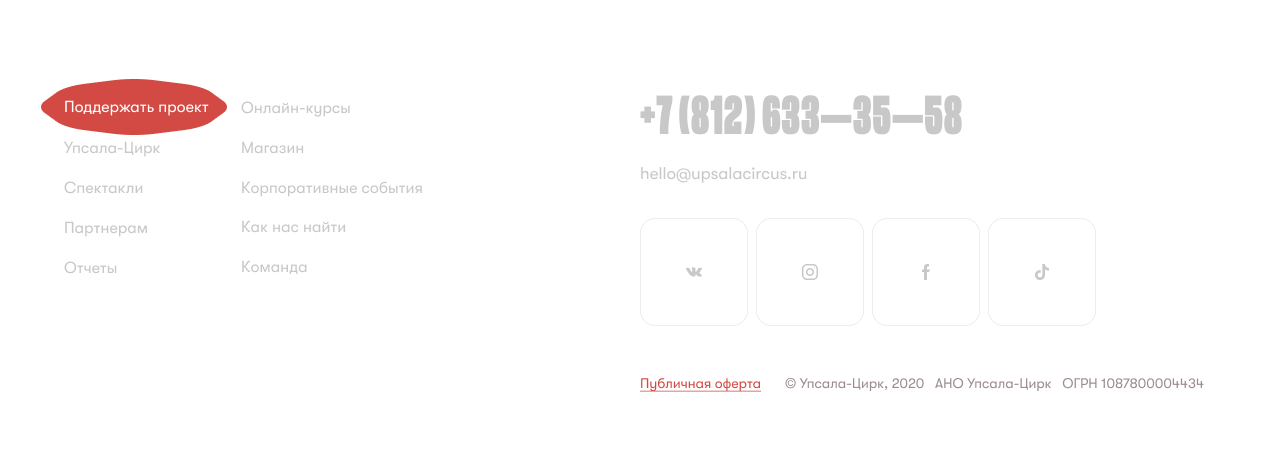 Поддержать проект
Упсала-Цирк
Спектакли
Партнерам
Отчеты
Онлайн-курсы
Магазин
Корпоративные события
Как нас найти
Команда
+7 (812) 633—35—58
hello@upsalacircus.ru
Публичная оферта © Упсала-Цирк, 2020 АНО Упсала-Цирк ОГРН 1087800004434